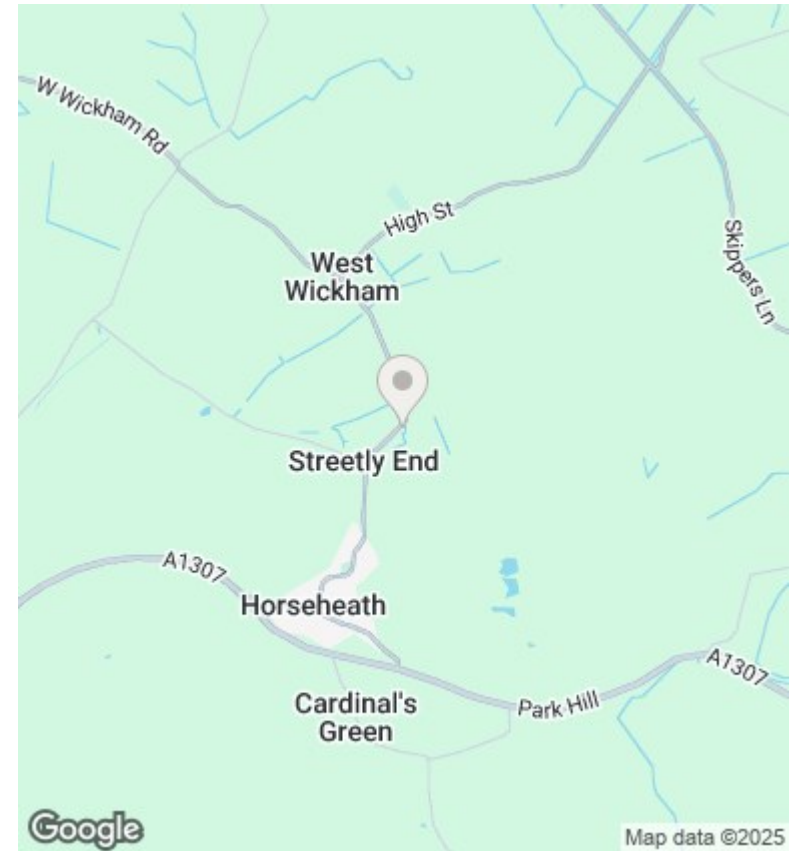 W Wickham Rd
High St
Skippers Ln
West
Wickham
Streetly End
A1307
Horseheath
A1307
Cardinal's
Green
Park Hill
Google
Map data ©2025